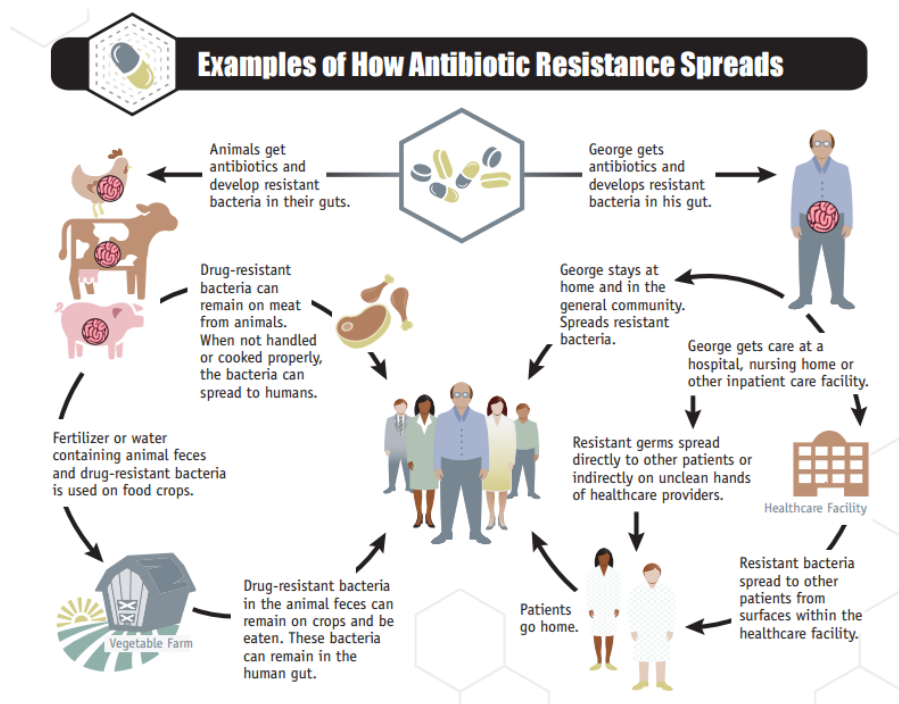 Examples of How Antibiotic Resistance Spreads
Animals get
antibiotics and
develop resistant
bacteria in their guts.
George gets
antibiotics and
develops resistant
bacteria in his gut.
Drug-resistant
bacteria can
remain on meat
from animals.
When not handled
or cooked properly,
the bacteria can
spread to humans.
George stays at
home and in the
general community.
Spreads resistant
bacteria.
George gets care at a
hospital, nursing home or
other inpatient care facility.
Fertilizer or water
containing animal feces
and drug-resistant bacteria
is used on food crops.
Resistant germs spread
directly to other patients or
indirectly on unclean hands
of healthcare providers.
Healthcare Facility
Vegetable Farm
Drug-resistant bacteria
in the animal feces can
remain on crops and be
eaten. These bacteria
can remain in the
human gut.
Patients
go home.
Resistant bacteria
spread to other
patients from
surfaces within the
healthcare facility.